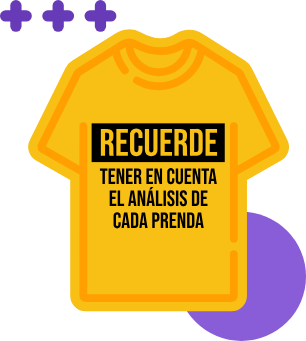 RECUERDE
TENER EN CUENTA
EL ANÁLISIS DE
CADA PRENDA